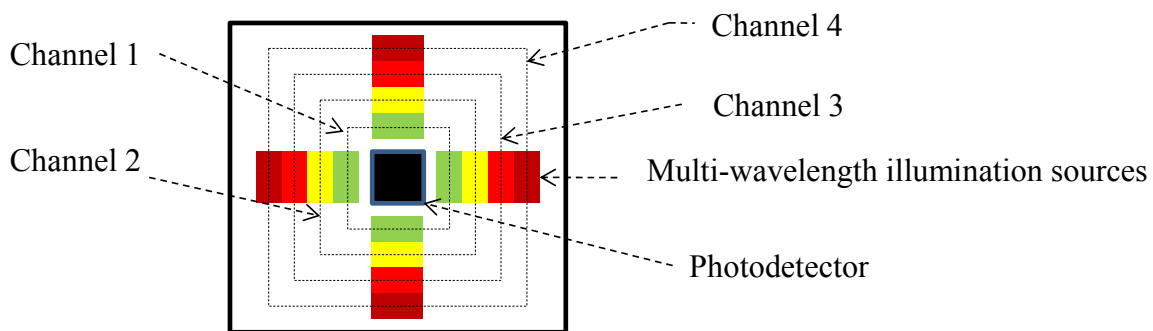 Channel 4
Channel 1
Channel 3
Channel 2
Multi-wavelength illumination sources
Photodetector